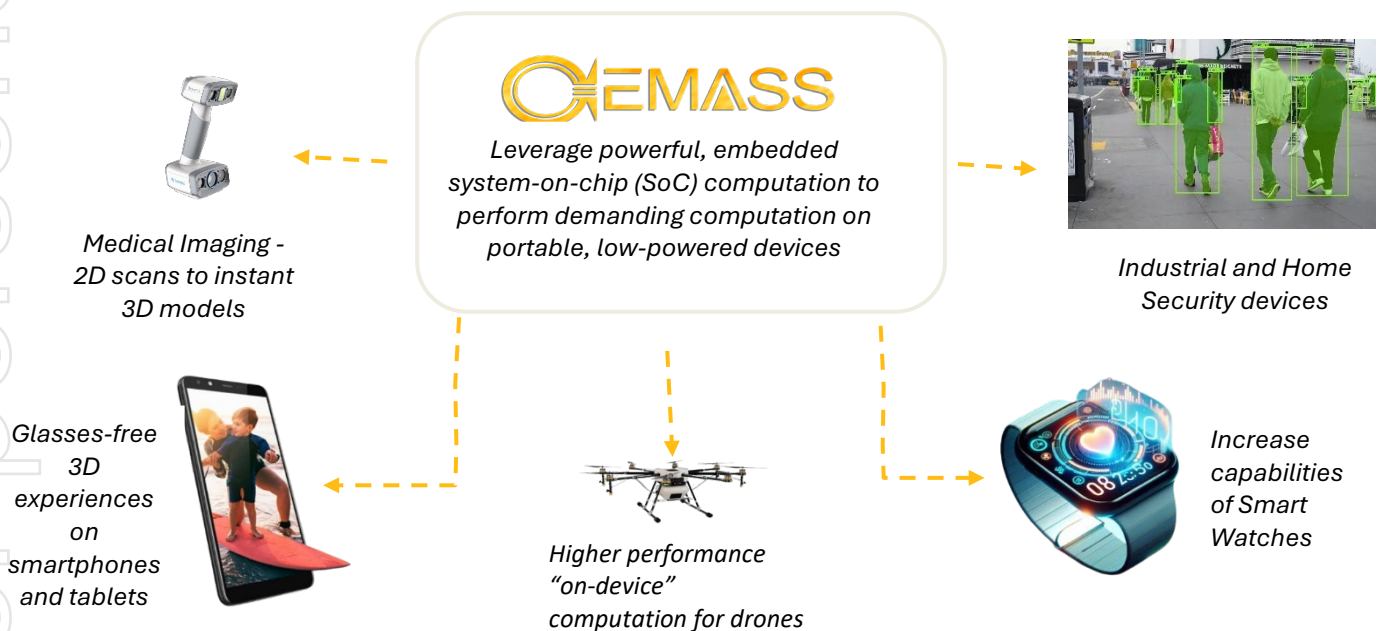 EMASS
Leverage powerful, embedded
system-on-chip (SoC) computation to
perform demanding computation on
portable, low-powered devices
Medical Imaging -
2D scans to instant
3D models
Industrial and Home
Security devices
Glasses-free
3D
experiences
on
smartphones
and tablets
Higher performance
“on-device”
computation for drones
Increase
capabilities
of Smart
Watches